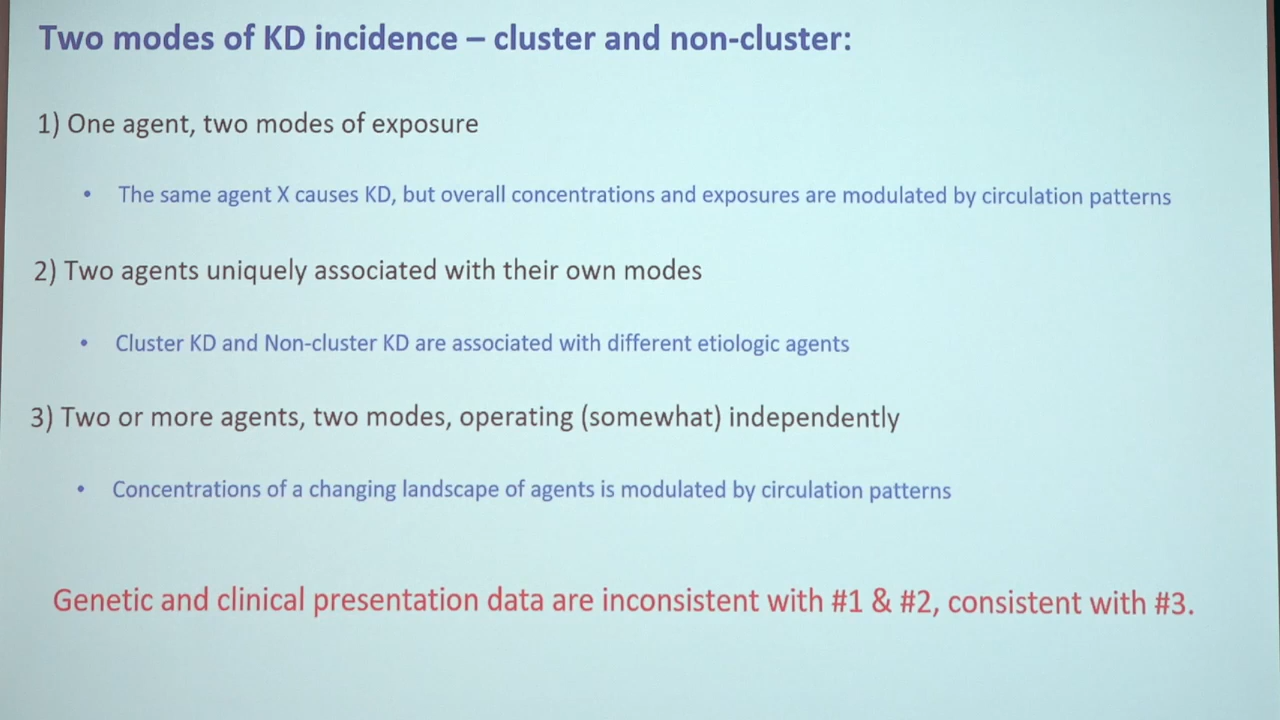 Two modes of KD incidence – cluster and non-cluster:
1) One agent, two modes of exposure
• The same agent X causes KD, but overall concentrations and exposures are modulated by circulation patterns
2) Two agents uniquely associated with their own modes
• Cluster KD and Non-cluster KD are associated with different etiologic agents
3) Two or more agents, two modes, operating (somewhat) independently
• Concentrations of a changing landscape of agents is modulated by circulation patterns
Genetic and clinical presentation data are inconsistent with #1 & #2, consistent with #3.